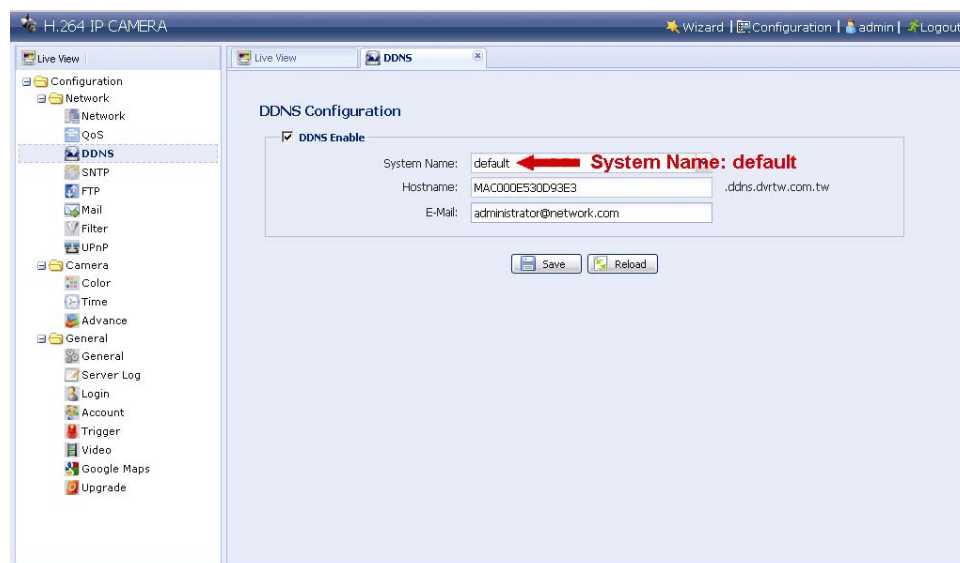 H.264 IP CAMERA
Wizard | Configuration | admin | Logout
Live View
Live View
DDNS
Configuration
Network
Network
QoS
DDNS
SNTP
FTP
Mail
Filter
UPnP
Camera
Color
Time
Advance
General
General
Server Log
Login
Account
Trigger
Video
Google Maps
Upgrade
DDNS Configuration
DDNS Enable
System Name: default System Name: default
Hostname: MAC000E530D93E3 .ddns.dvrtw.com.tw
E-Mail: administrator@network.com
Save Reload